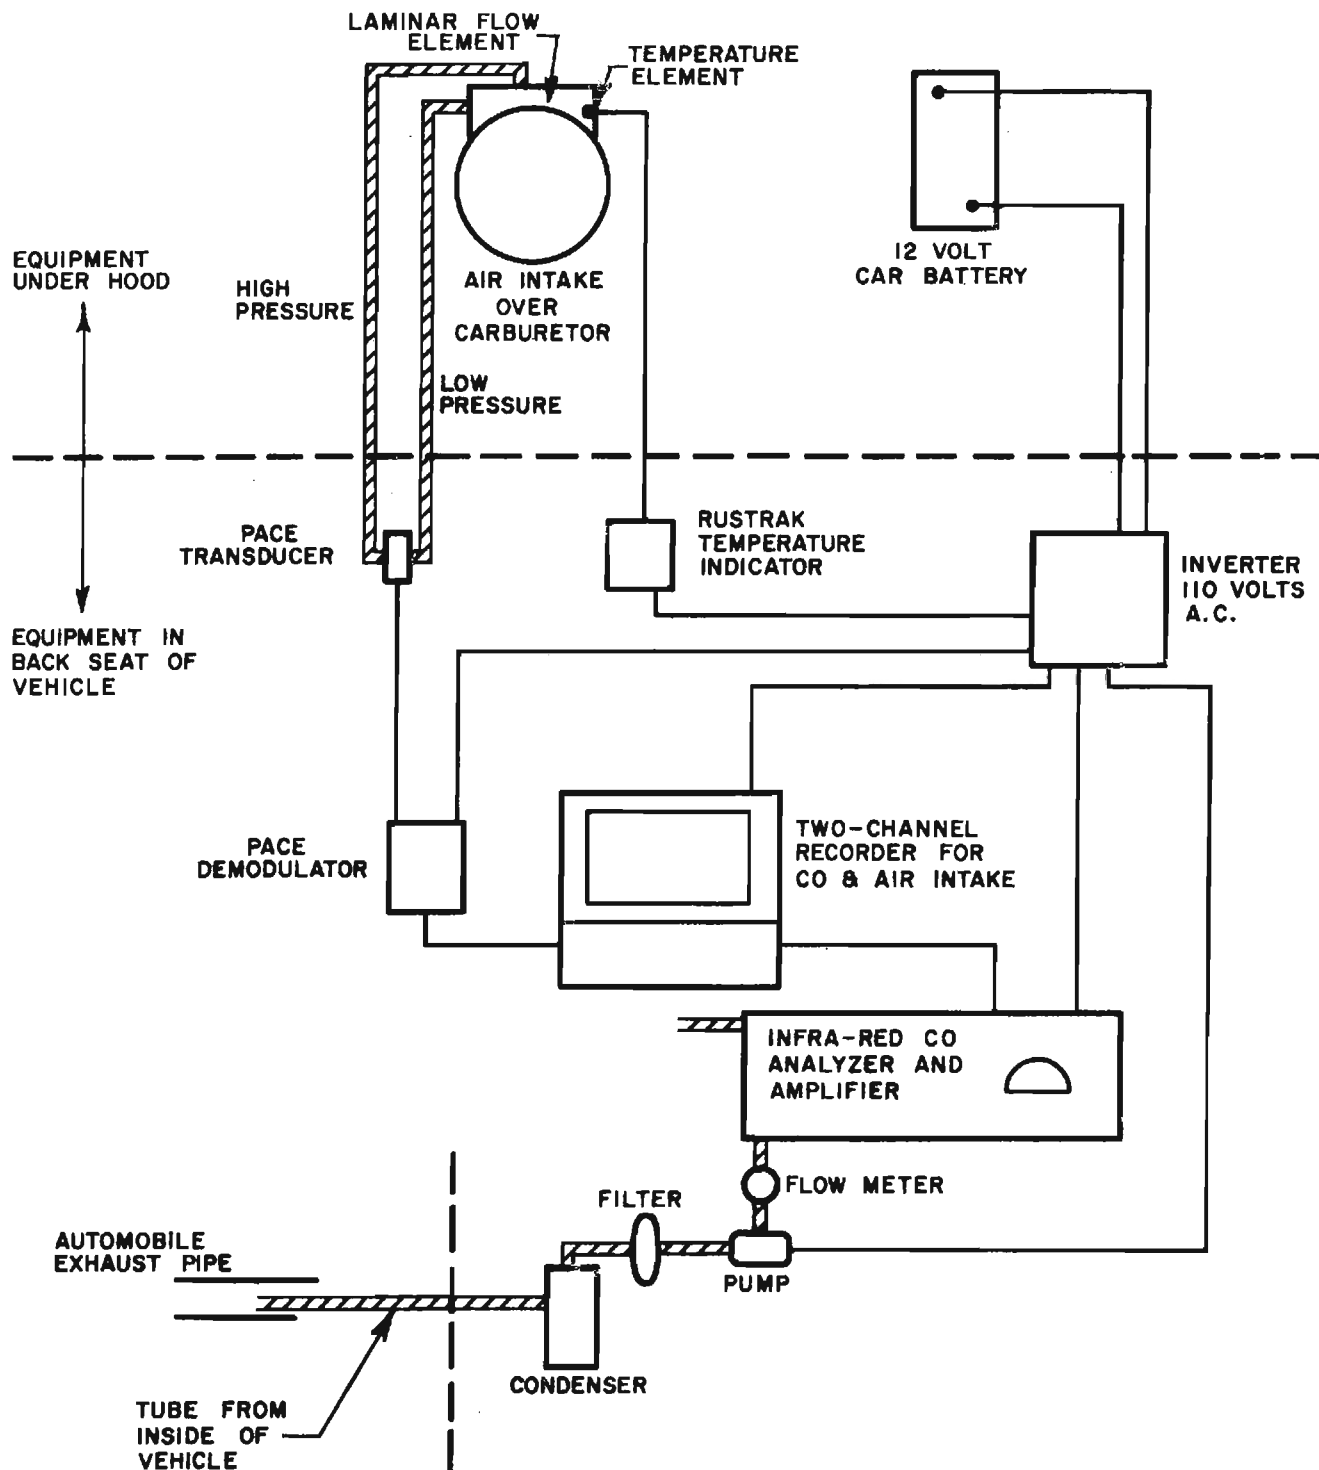 LAMINAR FLOW
ELEMENT
TEMPERATURE
ELEMENT
EQUIPMENT
UNDER HOOD
HIGH
PRESSURE
AIR INTAKE
OVER
CARBURETOR
12 VOLT
CAR BATTERY
LOW
PRESSURE
PACE
TRANSDUCER
RUSTRAK
TEMPERATURE
INDICATOR
INVERTER
110 VOLTS
A.C.
EQUIPMENT IN
BACK SEAT OF
VEHICLE
PACE
DEMODULATOR
TWO-CHANNEL
RECORDER FOR
CO & AIR INTAKE
INFRA-RED CO
ANALYZER AND
AMPLIFIER
FLOW METER
FILTER
PUMP
AUTOMOBILE
EXHAUST PIPE
CONDENSER
TUBE FROM
INSIDE OF
VEHICLE